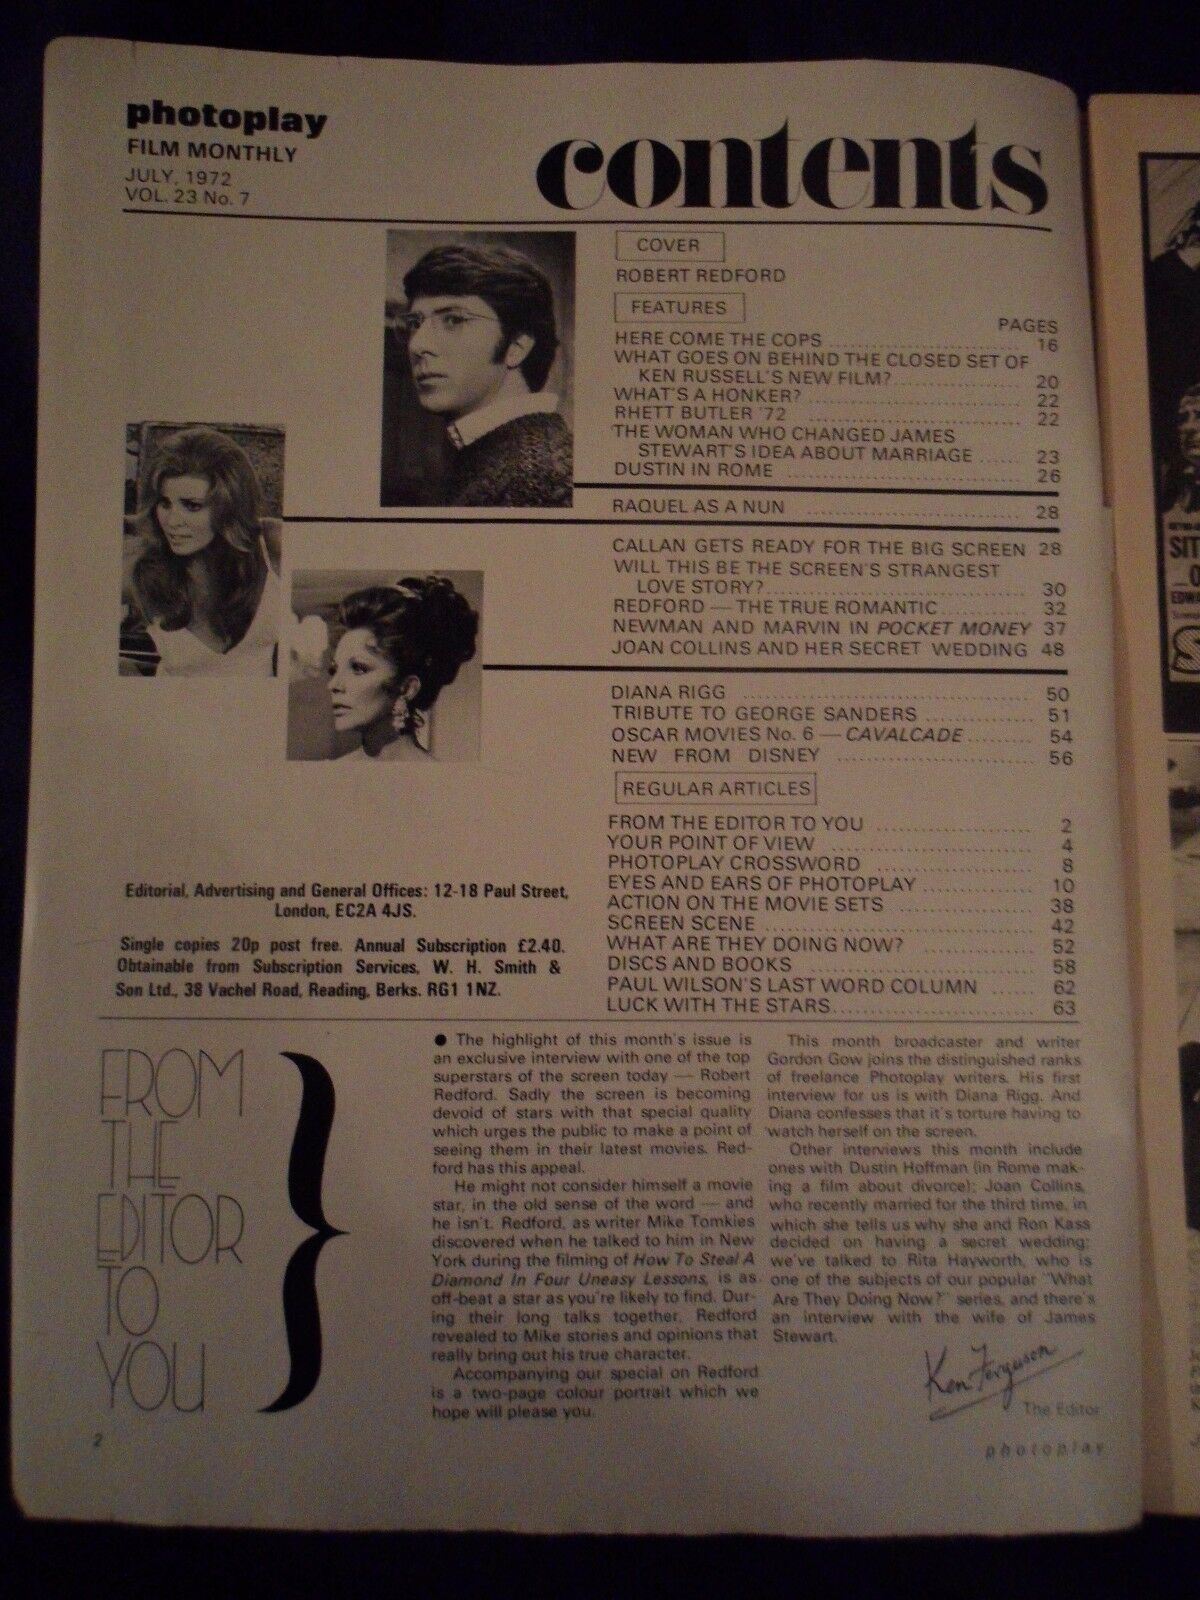 photoplay
FILM MONTHLY
JULY, 1972
VOL. 23 No. 7
contents
COVER
ROBERT REDFORD
FEATURES
PAGES
HERE COME THE COPS 16
WHAT GOES ON BEHIND THE CLOSED SET OF
KEN RUSSELL'S NEW FILM? 20
WHAT'S A HONKER? 22
RHETT BUTLER '72 22
THE WOMAN WHO CHANGED JAMES
STEWART'S IDEA ABOUT MARRIAGE 23
DUSTIN IN ROME 26
RAQUEL AS A NUN 28
CALLAN GETS READY FOR THE BIG SCREEN 28
WILL THIS BE THE SCREEN'S STRANGEST
LOVE STORY? 30
REDFORD — THE TRUE ROMANTIC 32
NEWMAN AND MARVIN IN POCKET MONEY 37
JOAN COLLINS AND HER SECRET WEDDING 48
DIANA RIGG 50
TRIBUTE TO GEORGE SANDERS 51
OSCAR MOVIES No. 6 — CAVALCADE 54
NEW FROM DISNEY 56
REGULAR ARTICLES
FROM THE EDITOR TO YOU 2
YOUR POINT OF VIEW 4
PHOTOPLAY CROSSWORD 8
EYES AND EARS OF PHOTOPLAY 10
ACTION ON THE MOVIE SETS 38
SCREEN SCENE 42
WHAT ARE THEY DOING NOW? 52
DISCS AND BOOKS 58
PAUL WILSON'S LAST WORD COLUMN 62
LUCK WITH THE STARS 63
Editorial, Advertising and General Offices: 12-18 Paul Street,
London, EC2A 4JS.
Single copies 20p post free. Annual Subscription £2.40.
Obtainable from Subscription Services, W. H. Smith &
Son Ltd., 38 Vachel Road, Reading, Berks. RG1 1NZ.
FROM
THE
EDITOR
TO
YOU
● The highlight of this month's issue is
an exclusive interview with one of the top
superstars of the screen today — Robert
Redford. Sadly the screen is becoming
devoid of stars with that special quality
which urges the public to make a point of
seeing them in their latest movies. Red-
ford has this appeal.
He might not consider himself a movie
star, in the old sense of the word — and
he isn't. Redford, as writer Mike Tomkies
discovered when he talked to him in New
York during the filming of How To Steal A
Diamond In Four Uneasy Lessons, is as
off-beat a star as you're likely to find. Dur-
ing their long talks together, Redford
revealed to Mike stories and opinions that
really bring out his true character.
Accompanying our special on Redford
is a two-page colour portrait which we
hope will please you.
This month broadcaster and writer
Gordon Gow joins the distinguished ranks
of freelance Photoplay writers. His first
interview for us is with Diana Rigg. And
Diana confesses that it's torture having to
watch herself on the screen.
Other interviews this month include
ones with Dustin Hoffman (in Rome mak-
ing a film about divorce); Joan Collins,
who recently married for the third time, in
which she tells us why she and Ron Kass
decided on having a secret wedding;
we've talked to Rita Hayworth, who is
one of the subjects of our popular "What
Are They Doing Now?" series, and there's
an interview with the wife of James
Stewart.
Ken Ferguson
The Editor
2
photoplay
SIT